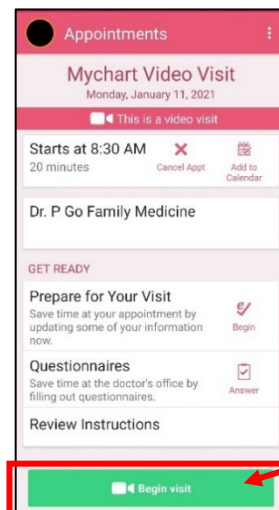 Appointments
Mychart Video Visit
Monday, January 11, 2021
This is a video visit
Starts at 8:30 AM
20 minutes
Cancel Appt
Add to
Calendar
Dr. P Go Family Medicine
GET READY
Prepare for Your Visit
Save time at your appointment by
updating some of your information
now.
Begin
Questionnaires
Save time at the doctor's office by
filling out questionnaires.
Answer
Review Instructions
Begin visit